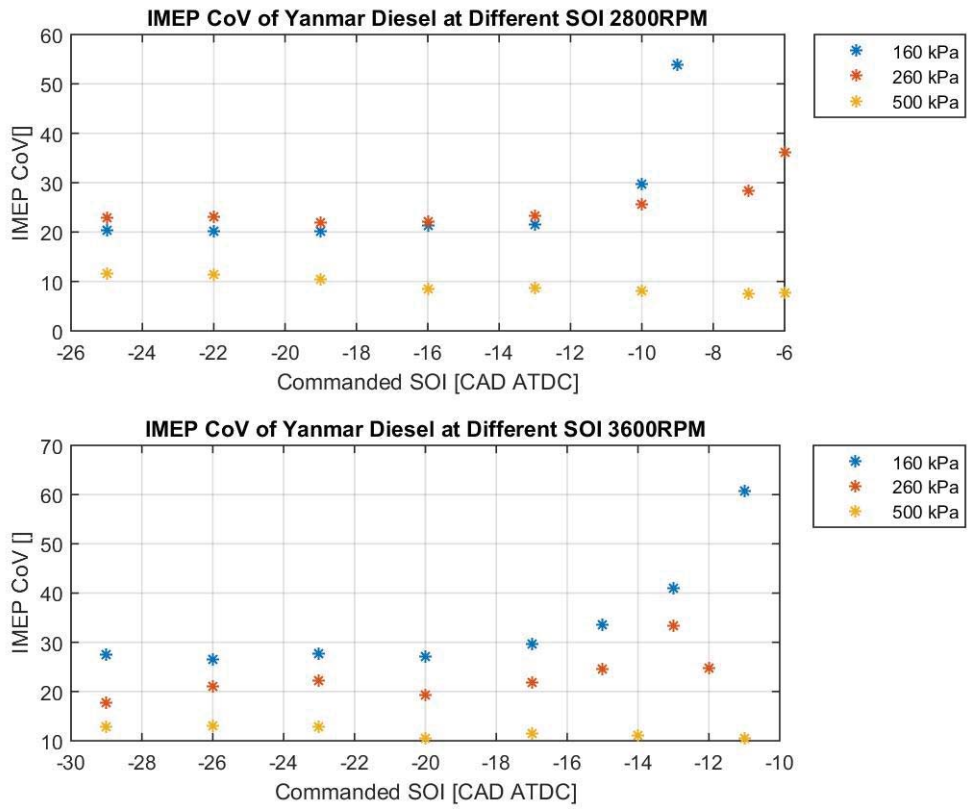 IMEP CoV of Yanmar Diesel at Different SOI 2800RPM
60
50
40
30
20
10
0
IMEP CoV[]
-26 -24 -22 -20 -18 -16 -14 -12 -10 -8 -6
Commanded SOI [CAD ATDC]
160 kPa
260 kPa
500 kPa
IMEP CoV of Yanmar Diesel at Different SOI 3600RPM
70
60
50
40
30
20
10
IMEP CoV []
-30 -28 -26 -24 -22 -20 -18 -16 -14 -12 -10
Commanded SOI [CAD ATDC]
160 kPa
260 kPa
500 kPa